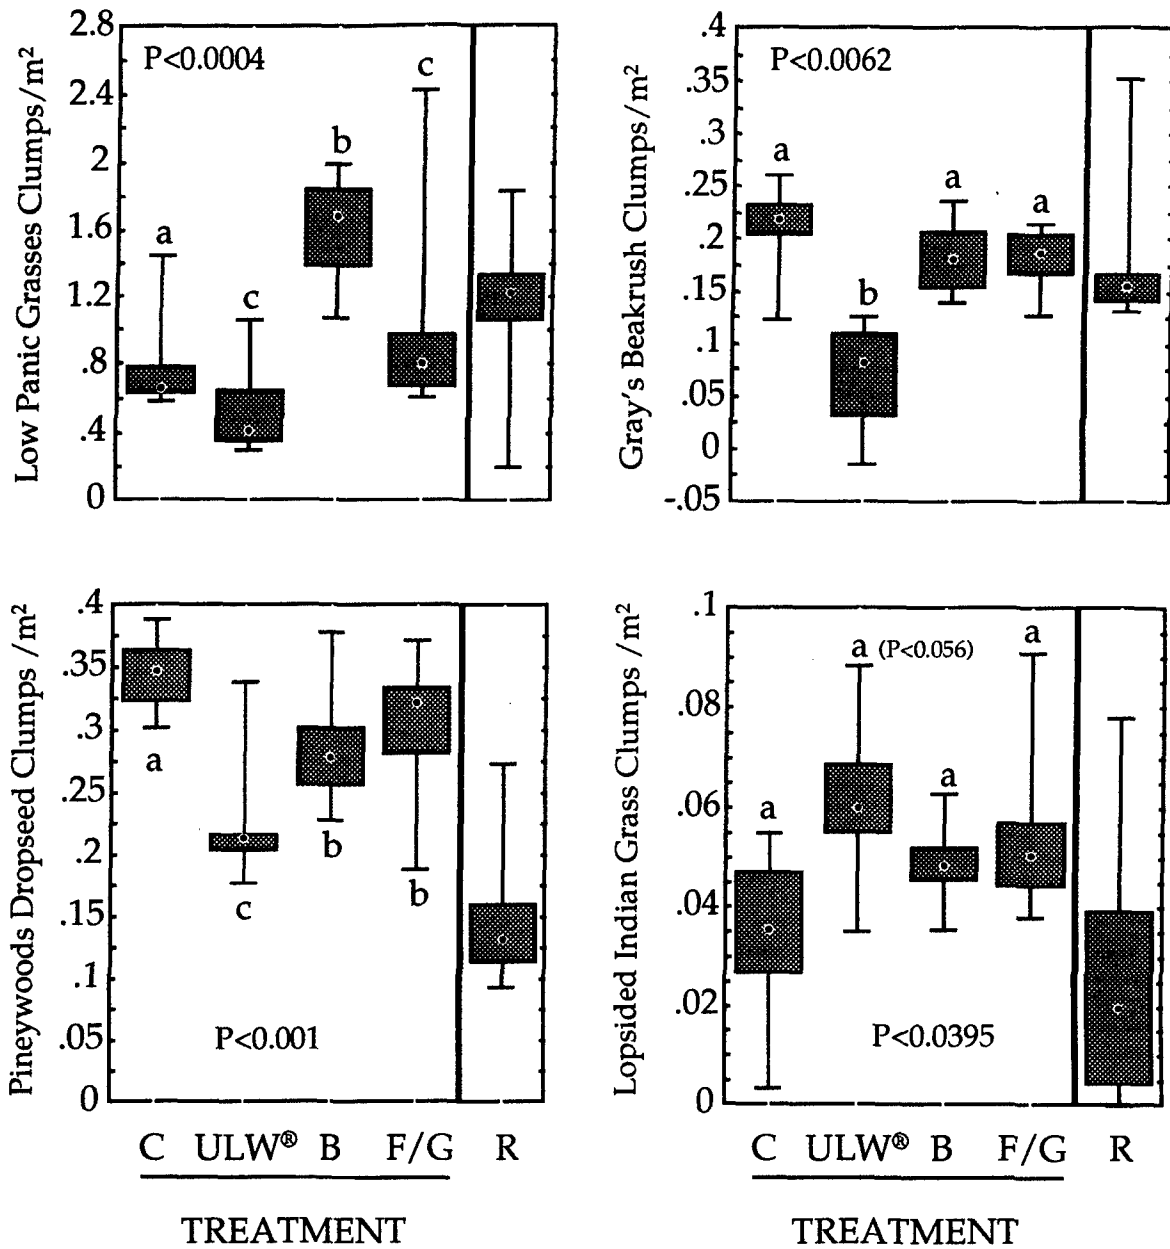 Low Panic Grasses Clumps/m²
2.8
2.4
2
1.6
1.2
.8
.4
0
P<0.0004
a
c
b
c
Gray's Beakrush Clumps/m²
.4
.35
.3
.25
.2
.15
.1
.05
0
-.05
P<0.0062
a
b
a
a
Pineywoods Dropseed Clumps /m²
.4
.35
.3
.25
.2
.15
.1
.05
0
a
c
b
b
P<0.001
C ULW® B F/G R
TREATMENT
Lopsided Indian Grass Clumps /m²
.1
.08
.06
.04
.02
0
a
a (P<0.056)
a
a
P<0.0395
C ULW® B F/G R
TREATMENT